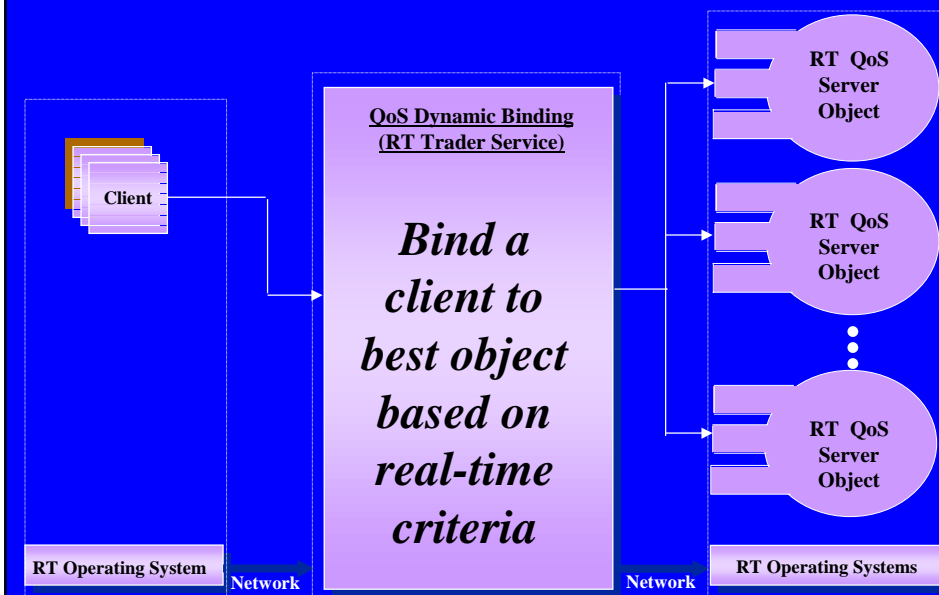 Client
RT Operating System
Network
QoS Dynamic Binding
(RT Trader Service)
Bind a
client to
best object
based on
real-time
criteria
Network
RT QoS
Server
Object
RT QoS
Server
Object
RT QoS
Server
Object
RT Operating Systems